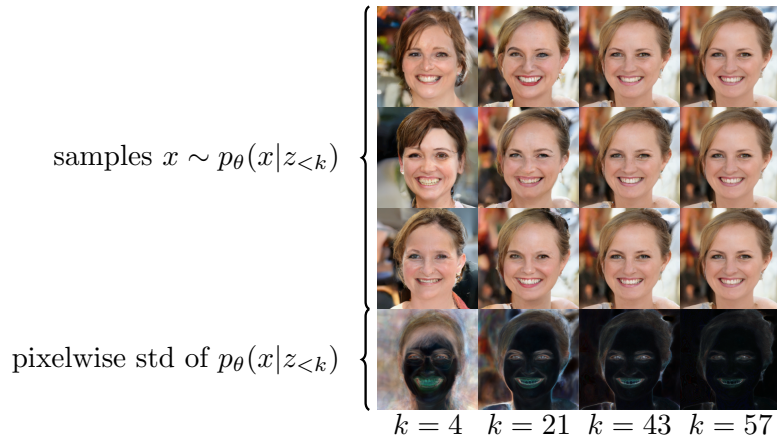 samples x ∼ p_θ(x|z_{<k})
pixelwise std of p_θ(x|z_{<k})
k = 4 k = 21 k = 43 k = 57